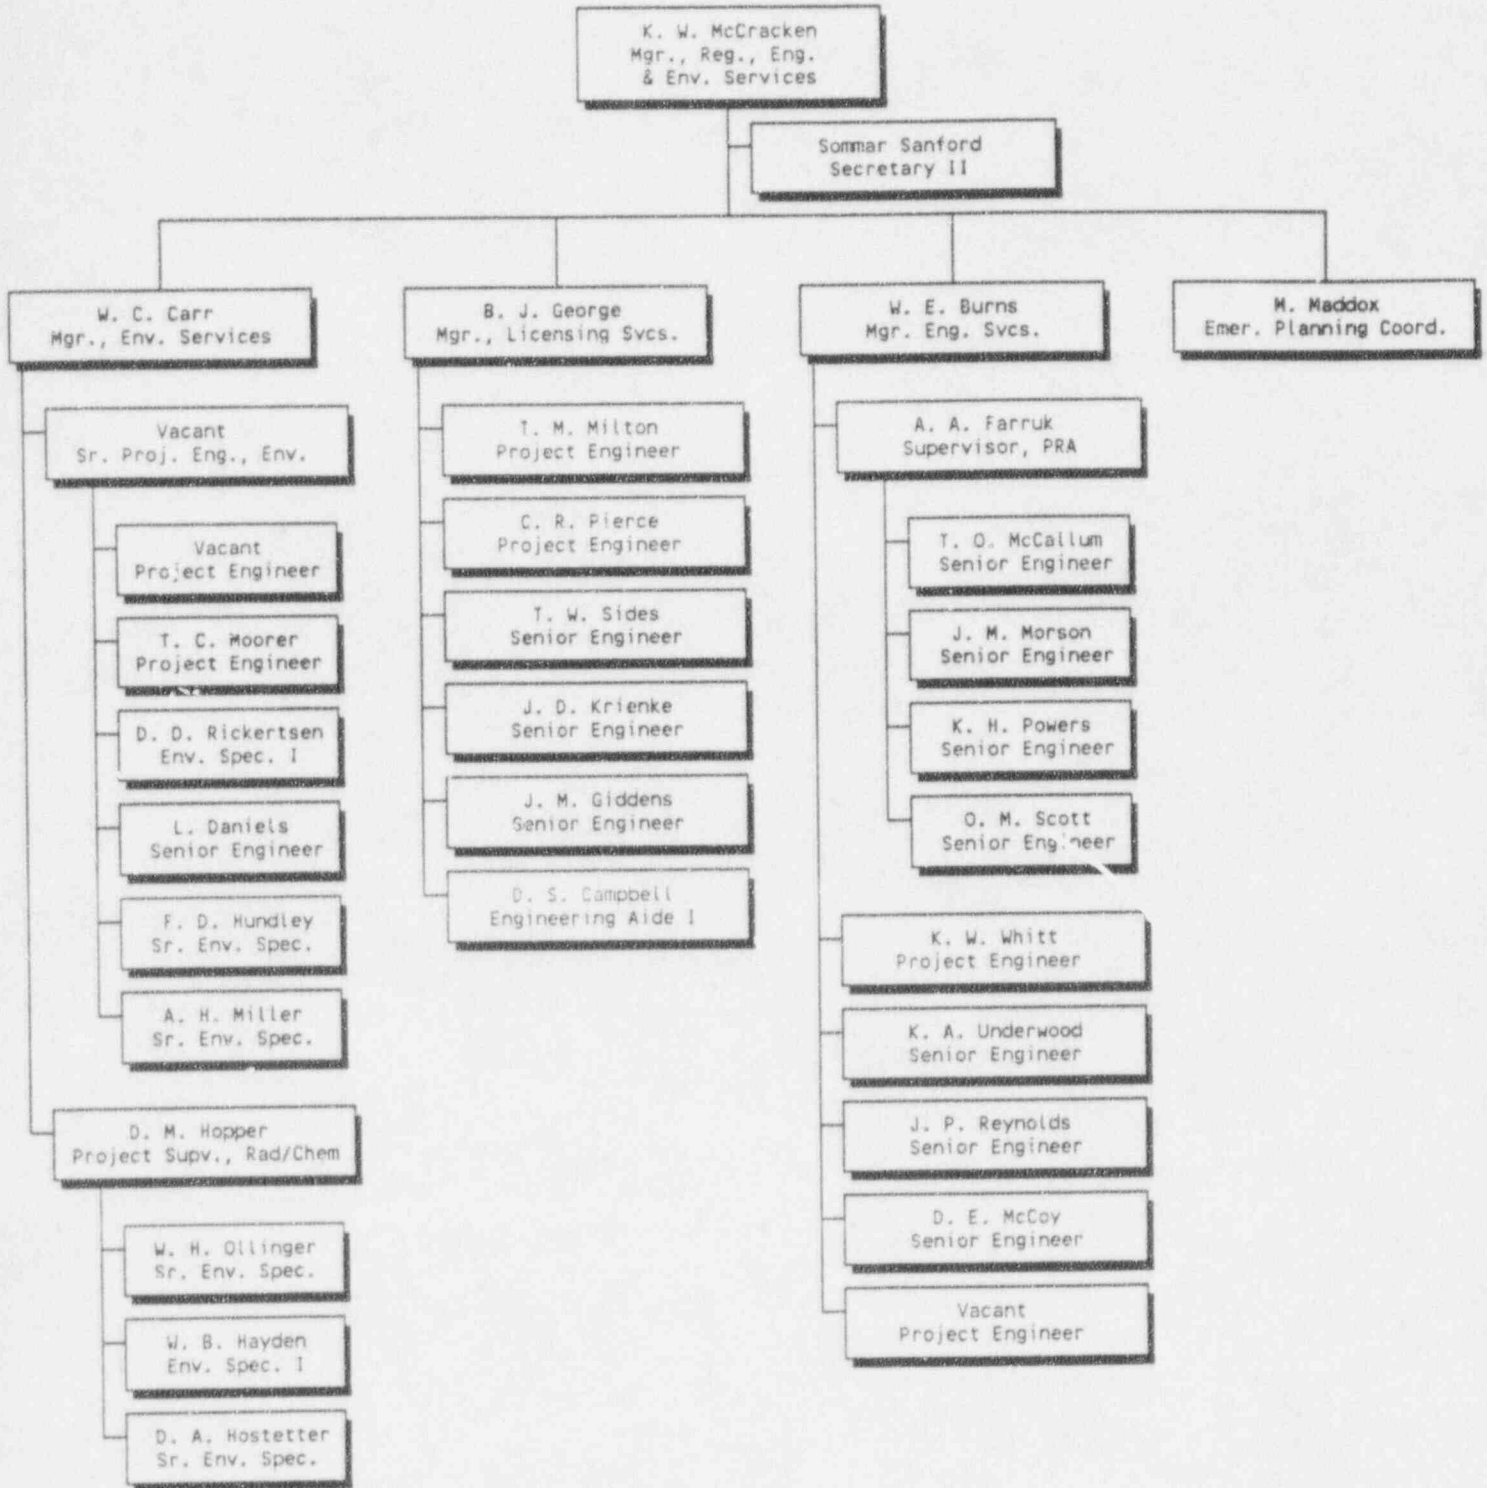 K. W. McCracken
Mgr., Reg., Eng.
& Env. Services
Sommar Sanford
Secretary II
W. C. Carr
Mgr., Env. Services
Vacant
Sr. Proj. Eng., Env.
Vacant
Project Engineer
T. C. Moorer
Project Engineer
D. D. Rickertsen
Env. Spec. I
L. Daniels
Senior Engineer
F. D. Hundley
Sr. Env. Spec.
A. H. Miller
Sr. Env. Spec.
D. M. Hopper
Project Supv., Rad/Chem
W. H. Ollinger
Sr. Env. Spec.
W. B. Hayden
Env. Spec. I
D. A. Hostetter
Sr. Env. Spec.
B. J. George
Mgr., Licensing Svcs.
T. M. Milton
Project Engineer
C. R. Pierce
Project Engineer
T. W. Sides
Senior Engineer
J. D. Krienke
Senior Engineer
J. M. Giddens
Senior Engineer
D. S. Campbell
Engineering Aide I
W. E. Burns
Mgr. Eng. Svcs.
A. A. Farruk
Supervisor, PRA
T. O. McCallum
Senior Engineer
J. M. Morson
Senior Engineer
K. H. Powers
Senior Engineer
O. M. Scott
Senior Engineer
K. W. Whitt
Project Engineer
K. A. Underwood
Senior Engineer
J. P. Reynolds
Senior Engineer
D. E. McCoy
Senior Engineer
Vacant
Project Engineer
M. Maddox
Emer. Planning Coord.